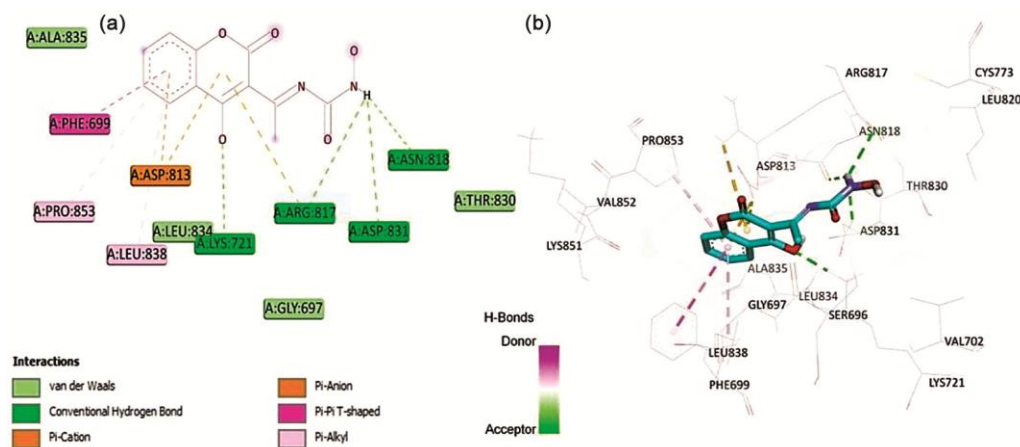 (a)
A:ALA:835
O
O
O
N
N
H
O
O
A:PHE:699
A:ASN:818
A:ASP:813
A:THR:830
A:PRO:853
A:ARG:817
A:LEU:834
A:LYS:721
A:ASP:831
A:LEU:838
A:GLY:697
Interactions
van der Waals
Conventional Hydrogen Bond
Pi-Cation
Pi-Anion
Pi-Pi T-shaped
Pi-Alkyl
(b)
ARG817
CYS773
LEU820
ASN818
PRO853
ASP813
THR830
VAL852
ASP831
LYS851
ALA835
LEU834
GLY697
SER696
VAL702
LEU838
LYS721
PHE699
H-Bonds
Donor
Acceptor